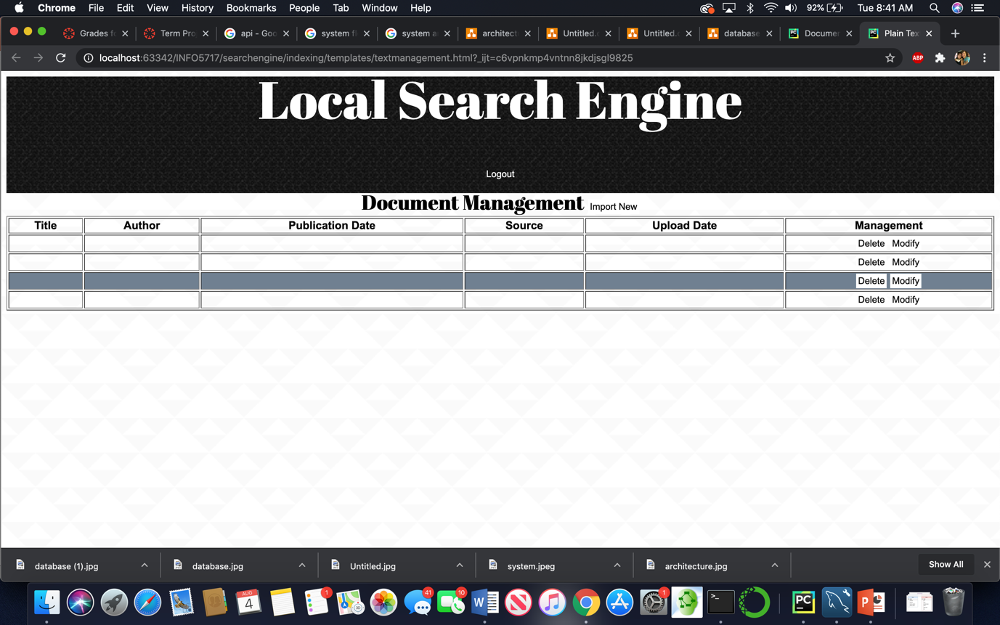 Chrome File Edit View History Bookmarks People Tab Window Help 92% Tue 8:41 AM
Grades fo Term Pro api - Goo system fl system a architect Untitled. Untitled. database Documen Plain Tex
localhost:63342/INFO5717/searchengine/indexing/templates/textmanagement.html?_ijt=c6vpnkmp4vntnn8jkdjsgl9825 ABP
Local Search Engine
Logout
Document Management Import New
Title Author Publication Date Source Upload Date Management
Delete Modify
Delete Modify
Delete Modify
Delete Modify
database (1).jpg database.jpg Untitled.jpg system.jpeg architecture.jpg Show All
AUG 4 1 41 10 W 1 >_ PC P